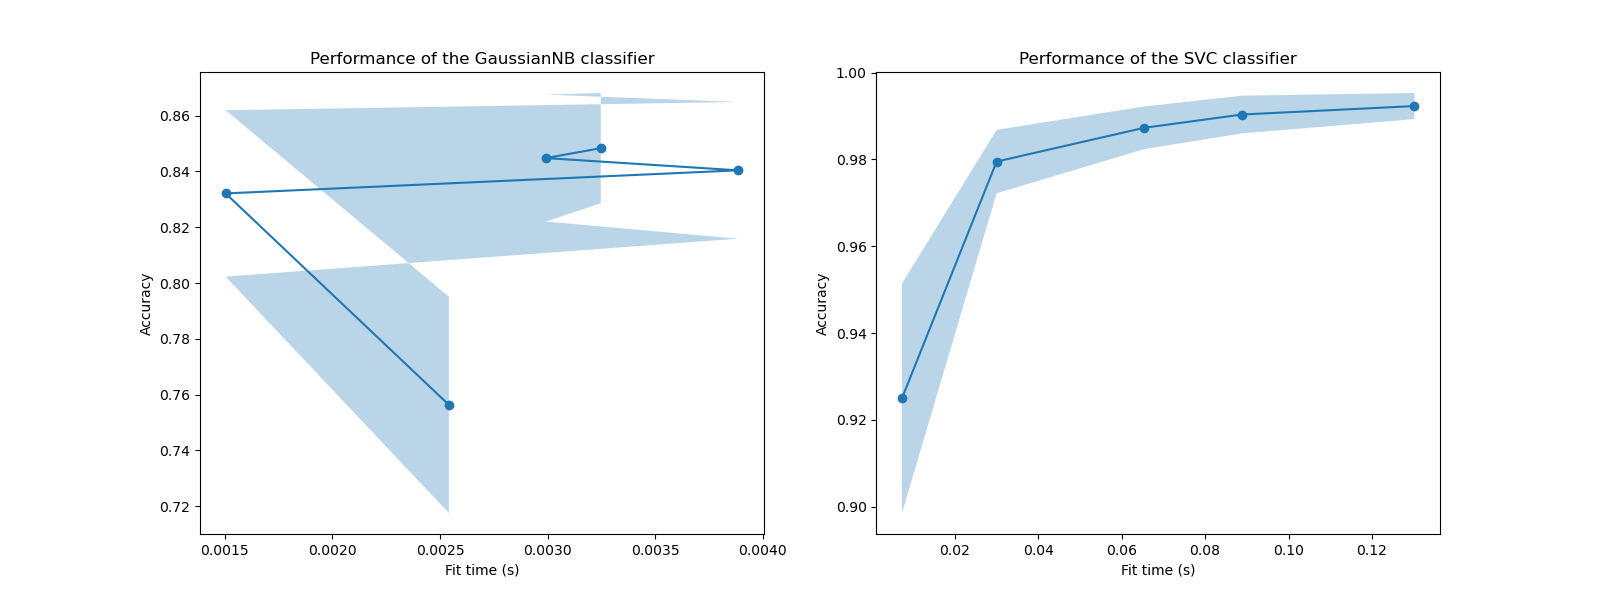 Performance of the GaussianNB classifier
Accuracy
0.86
0.84
0.82
0.80
0.78
0.76
0.74
0.72
0.0015 0.0020 0.0025 0.0030 0.0035 0.0040
Fit time (s)
Performance of the SVC classifier
Accuracy
1.00
0.98
0.96
0.94
0.92
0.90
0.02 0.04 0.06 0.08 0.10 0.12
Fit time (s)